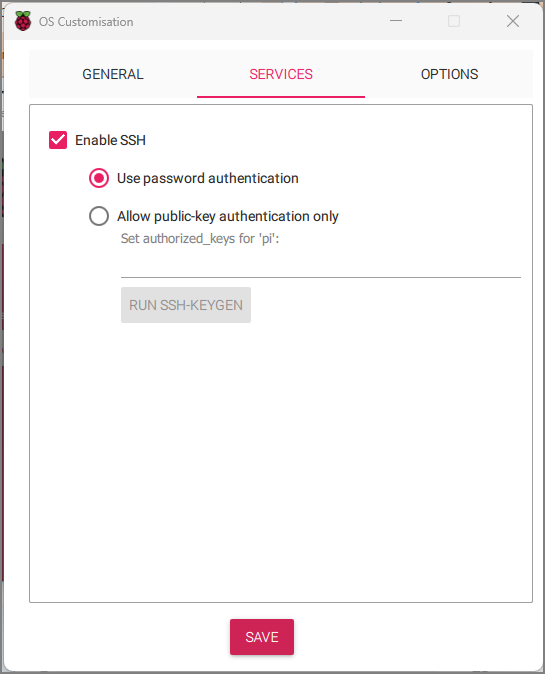 OS Customisation
GENERAL SERVICES OPTIONS
Enable SSH
Use password authentication
Allow public-key authentication only
Set authorized_keys for 'pi':
RUN SSH-KEYGEN
SAVE